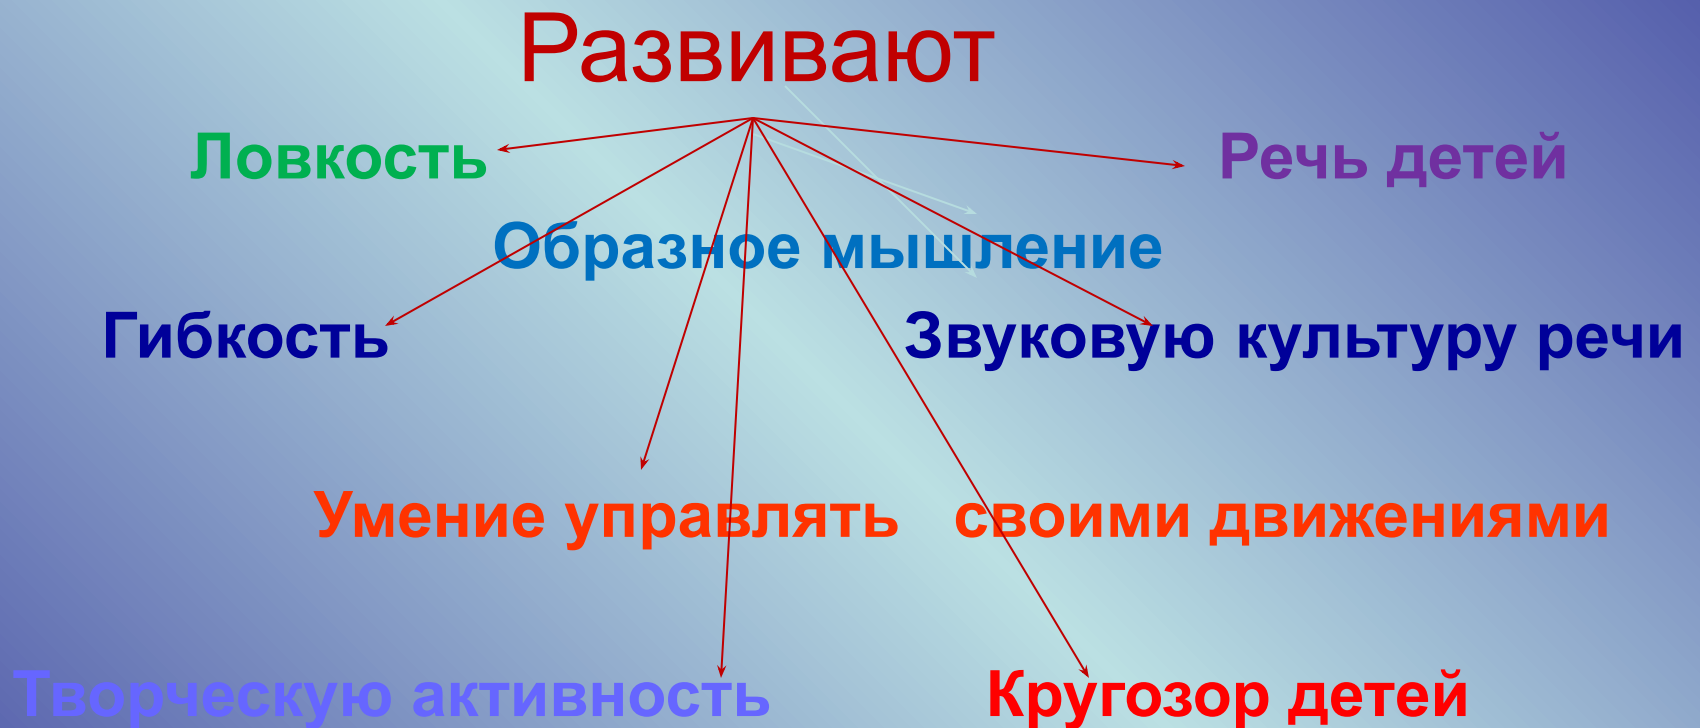 Развивают
Ловкость Речь детей
Образное мышление
Гибкость Звуковую культуру речи
Умение управлять своими движениями
Творческую активность Кругозор детей